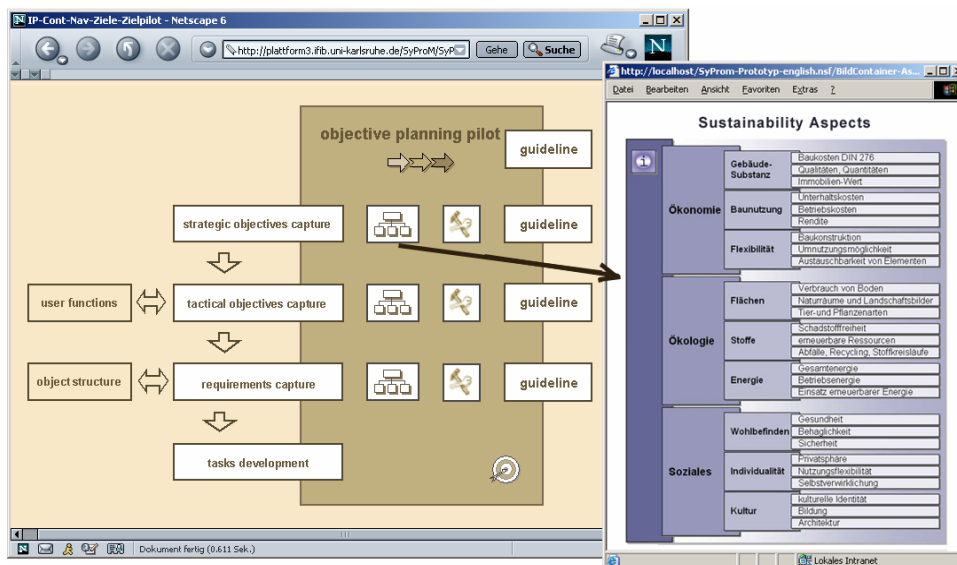 IP-Cont-Nav-Ziele-Zielpilot - Netscape 6
http://plattform3.ifib.uni-karlsruhe.de/SyProM/SyP
Gehe
Suche
N
objective planning pilot
guideline
strategic objectives capture
guideline
user functions
tactical objectives capture
guideline
object structure
requirements capture
guideline
tasks development
N
Dokument fertig (0.611 Sek.)
http://localhost/SyProm-Prototyp-english.nsf/BildContainer-As...
Datei Bearbeiten Ansicht Favoriten Extras ?
Sustainability Aspects
Ökonomie
Gebäude-
Substanz
Baukosten DIN 276
Qualitäten, Quantitäten
Immobilien-Wert
Baunutzung
Unterhaltskosten
Betriebskosten
Rendite
Flexibilität
Baukonstruktion
Umnutzungsmöglichkeit
Austauschbarkeit von Elementen
Ökologie
Flächen
Verbrauch von Boden
Naturräume und Landschaftsbilder
Tier-und Pflanzenarten
Stoffe
Schadstofffreiheit
erneuerbare Ressourcen
Abfälle, Recycling, Stoffkreisläufe
Energie
Gesamtenergie
Betriebsenergie
Einsatz erneuerbarer Energie
Soziales
Wohlbefinden
Gesundheit
Behaglichkeit
Sicherheit
Individualität
Privatsphäre
Nutzungsflexibilität
Selbstverwirklichung
Kultur
kulturelle Identität
Bildung
Architektur
Lokales Intranet